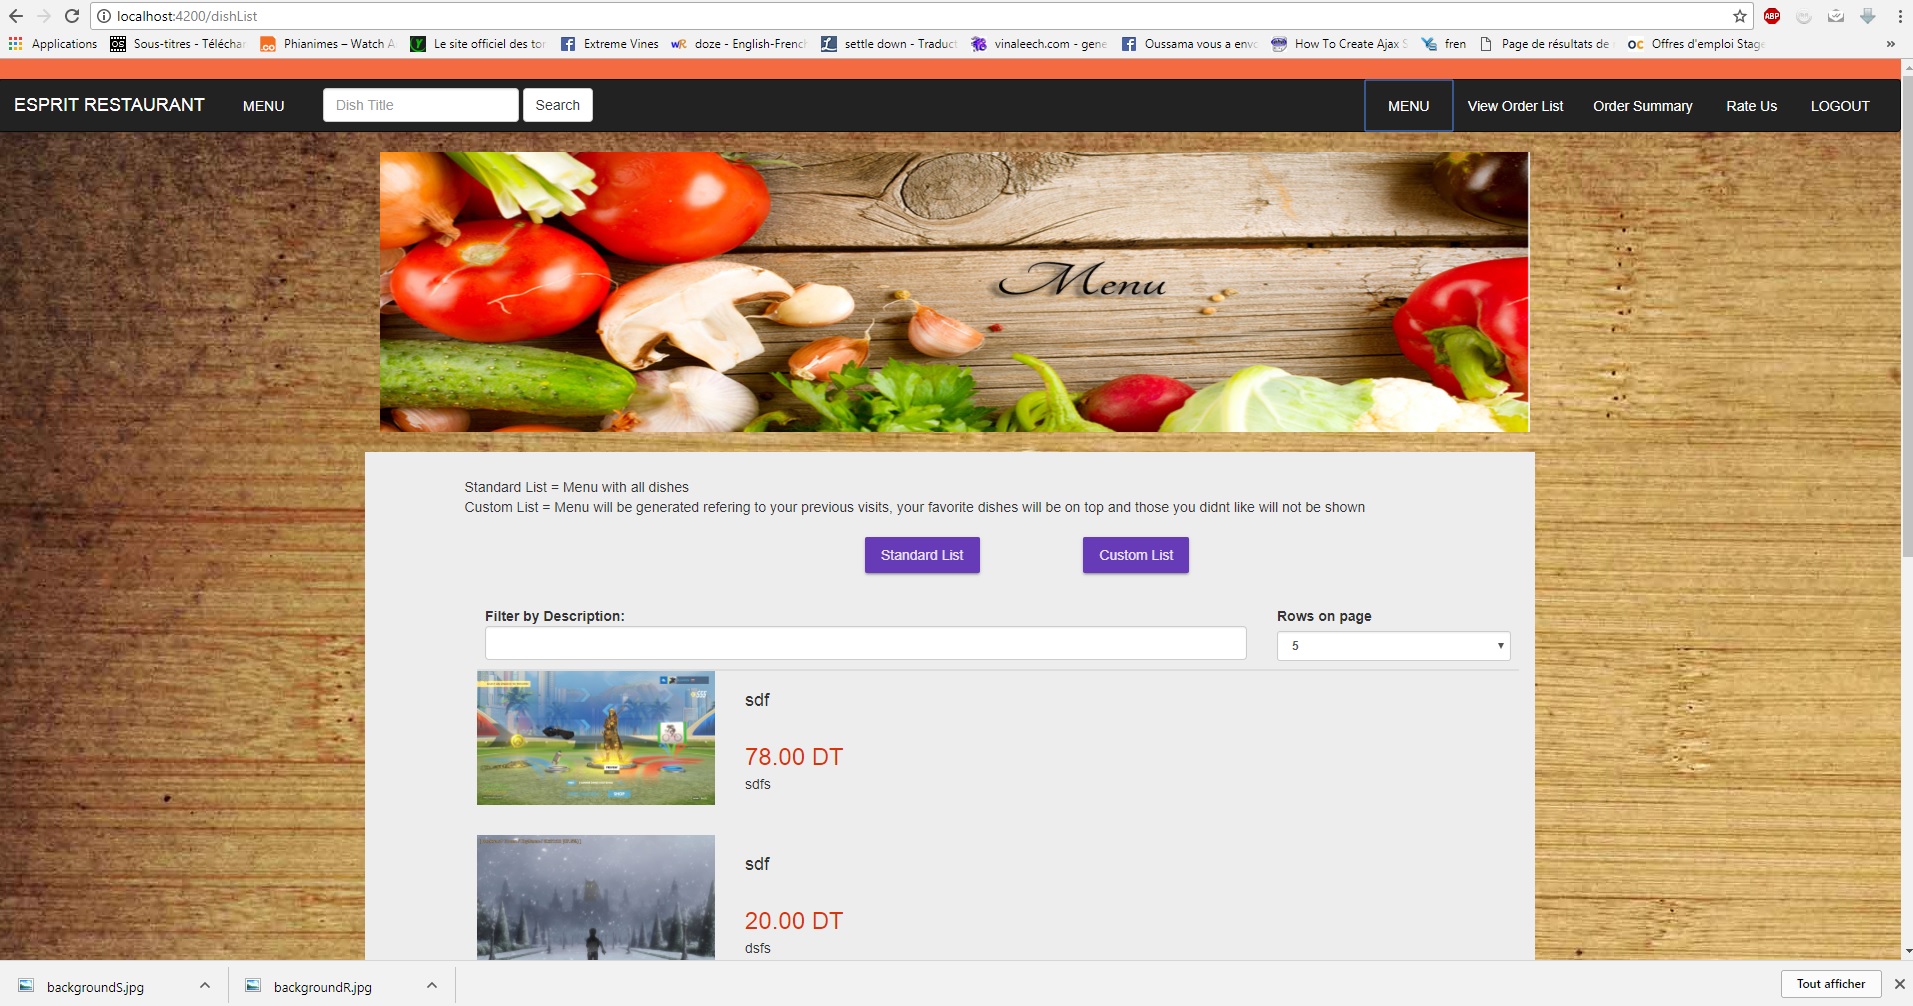 localhost:4200/dishList
Applications
Sous-titres - Téléchar
Phianimes – Watch A
Le site officiel des tor
Extreme Vines
doze - English-French
settle down - Traduct
vinaleech.com - gene
Oussama vous a envo
How To Create Ajax S
fren
Page de résultats de
Offres d'emploi Stage
»
ESPRIT RESTAURANT
MENU
Dish Title
Search
MENU
View Order List
Order Summary
Rate Us
LOGOUT
Menu
Standard List = Menu with all dishes
Custom List = Menu will be generated refering to your previous visits, your favorite dishes will be on top and those you didnt like will not be shown
Standard List
Custom List
Filter by Description:
Rows on page
5
sdf
78.00 DT
sdfs
sdf
20.00 DT
dsfs
backgroundS.jpg
backgroundR.jpg
Tout afficher